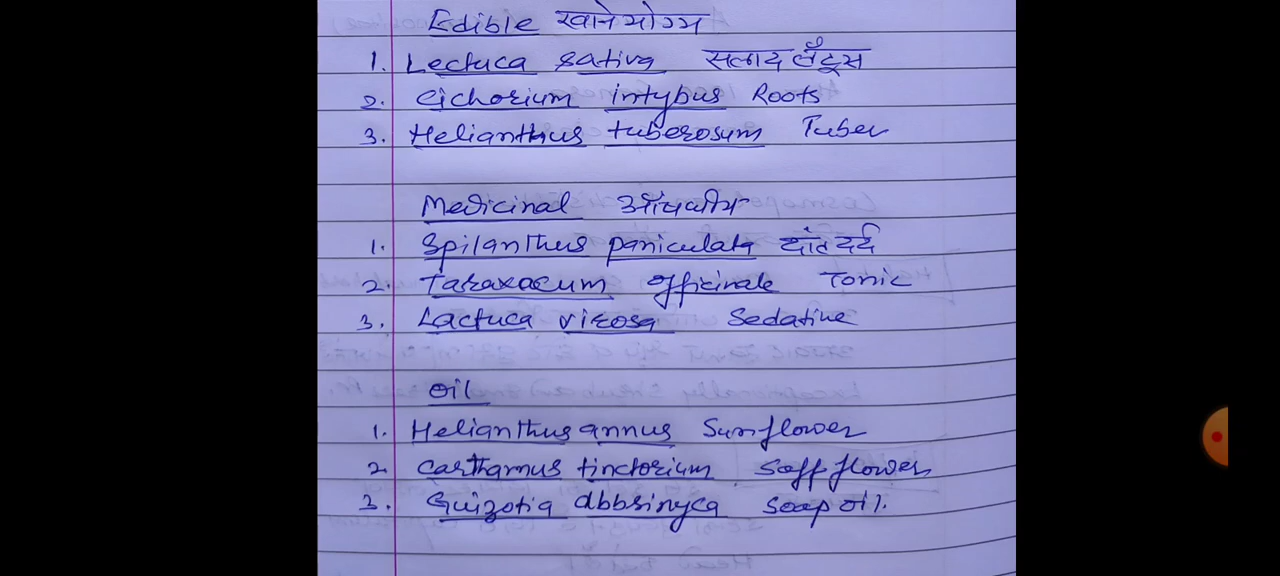 Edible खाने योग्य
1. Lectuca sativa सलाद लैटूस
2. Cichorium intybus Roots
3. Helianthus tuberosum Tuber
Medicinal औषधीय
1. Spilanthus paniculata दांत दर्द
2. Taraxacum officinale Tonic
3. Lactuca virosa Sedative
Oil
1. Helianthus annus Sunflower
2. Carthamus tinctorium Saff flower
3. Guizotia abbsinyca Soap oil.